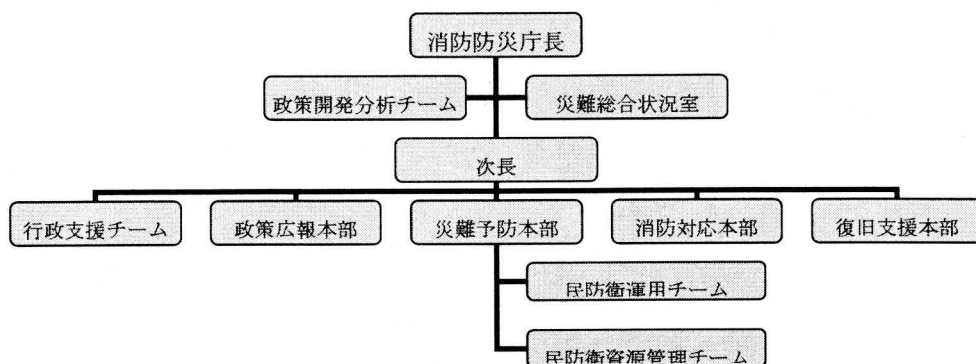 消防防災庁長
政策開発分析チーム
災難総合状況室
次長
行政支援チーム
政策広報本部
災難予防本部
消防対応本部
復旧支援本部
民防衛運用チーム
民防衛資源管理チーム